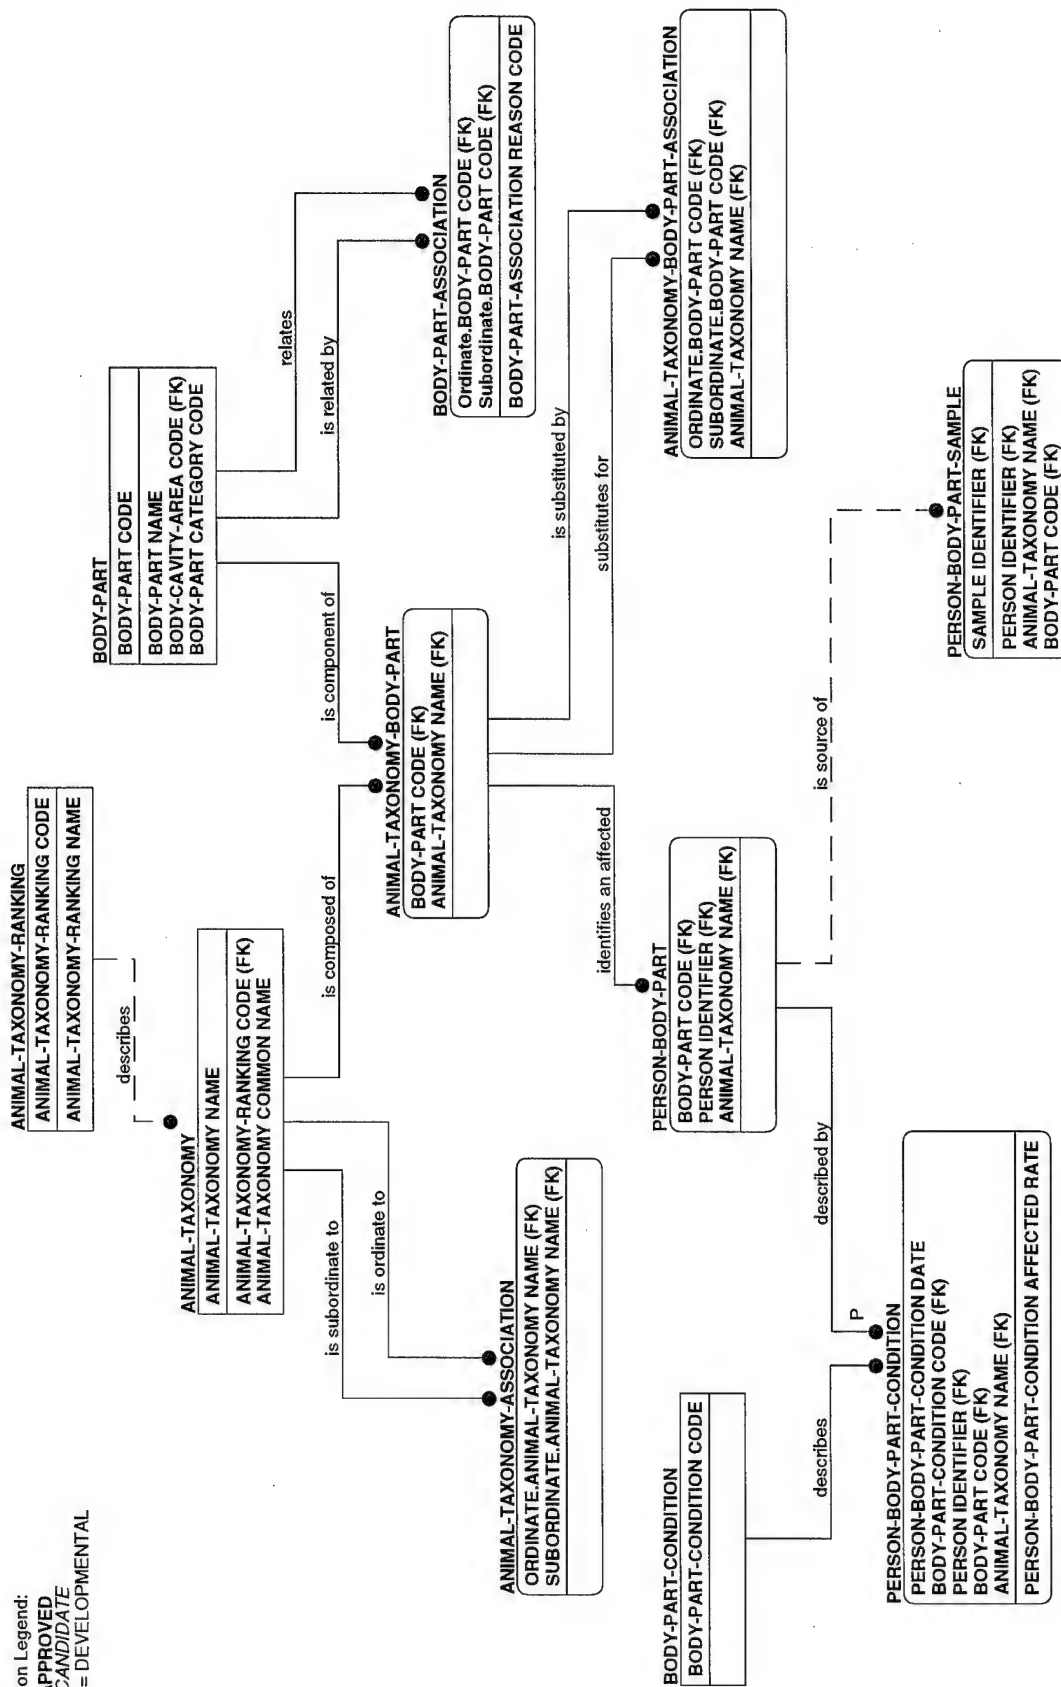 on Legend:
APPROVED
CANDIDATE
= DEVELOPMENTAL
ANIMAL-TAXONOMY-RANKING
ANIMAL-TAXONOMY-RANKING CODE
ANIMAL-TAXONOMY-RANKING NAME
describes
ANIMAL-TAXONOMY
ANIMAL-TAXONOMY NAME
ANIMAL-TAXONOMY-RANKING CODE (FK)
ANIMAL-TAXONOMY COMMON NAME
BODY-PART
BODY-PART CODE
BODY-PART NAME
BODY-CAVITY-AREA CODE (FK)
BODY-PART CATEGORY CODE
is subordinate to
is ordinate to
is composed of
is component of
is related by
relates
ANIMAL-TAXONOMY-BODY-PART
BODY-PART CODE (FK)
ANIMAL-TAXONOMY NAME (FK)
BODY-PART-ASSOCIATION
Ordinate.BODY-PART CODE (FK)
Subordinate.BODY-PART CODE (FK)
BODY-PART-ASSOCIATION REASON CODE
ANIMAL-TAXONOMY-ASSOCIATION
ORDINATE.ANIMAL-TAXONOMY NAME (FK)
SUBORDINATE.ANIMAL-TAXONOMY NAME (FK)
identifies an affected
substitutes for
is substituted by
PERSON-BODY-PART
BODY-PART CODE (FK)
PERSON IDENTIFIER (FK)
ANIMAL-TAXONOMY NAME (FK)
ANIMAL-TAXONOMY-BODY-PART-ASSOCIATION
ORDINATE.BODY-PART CODE (FK)
SUBORDINATE.BODY-PART CODE (FK)
ANIMAL-TAXONOMY NAME (FK)
BODY-PART-CONDITION
BODY-PART-CONDITION CODE
describes
described by
is source of
P
PERSON-BODY-PART-CONDITION
PERSON-BODY-PART-CONDITION DATE
BODY-PART-CONDITION CODE (FK)
PERSON IDENTIFIER (FK)
BODY-PART CODE (FK)
ANIMAL-TAXONOMY NAME (FK)
PERSON-BODY-PART-CONDITION AFFECTED RATE
PERSON-BODY-PART-SAMPLE
SAMPLE IDENTIFIER (FK)
PERSON IDENTIFIER (FK)
ANIMAL-TAXONOMY NAME (FK)
BODY-PART CODE (FK)